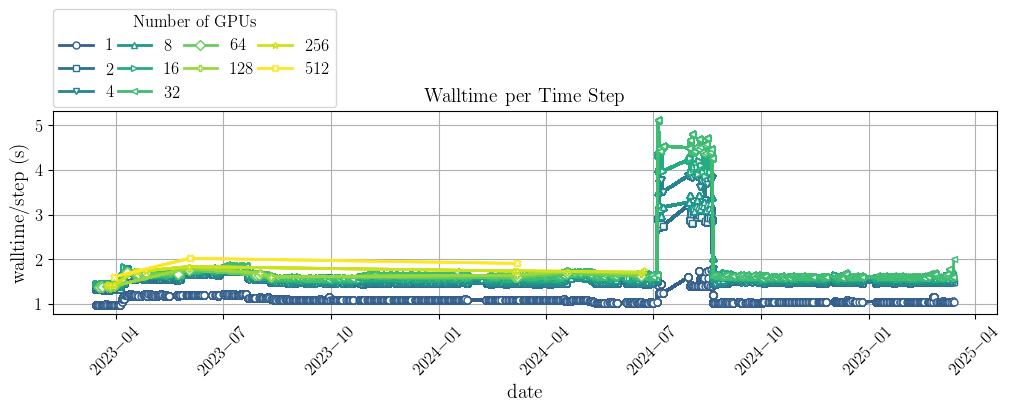 Number of GPUs
1 8 64 256
2 16 128 512
4 32
Walltime per Time Step
walltime/step (s)
5
4
3
2
1
2023−04 2023−07 2023−10 2024−01 2024−04 2024−07 2024−10 2025−01 2025−04
date